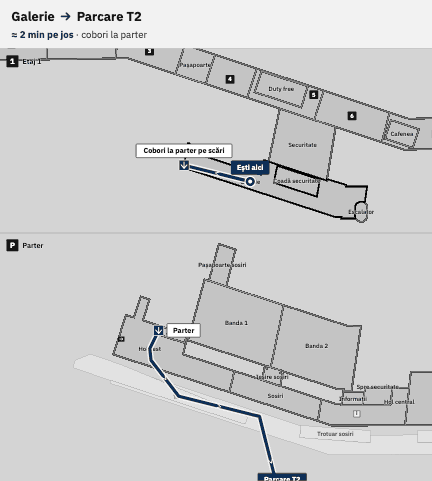 Galerie → Parcare T2
≈ 2 min pe jos · cobori la parter
1 Etaj 1
3
Pașapoarte
4
Duty free
5
6
Cafenea
Securitate
Cobori la parter pe scări
Ești aici
securitate
Escalator
P Parter
Pașapoarte sosiri
Banda 1
Banda 2
Parter
Ieșire sosiri
Sosiri
Spre securitate
Informații
Hol central
Trotuar sosiri
Parcare T2